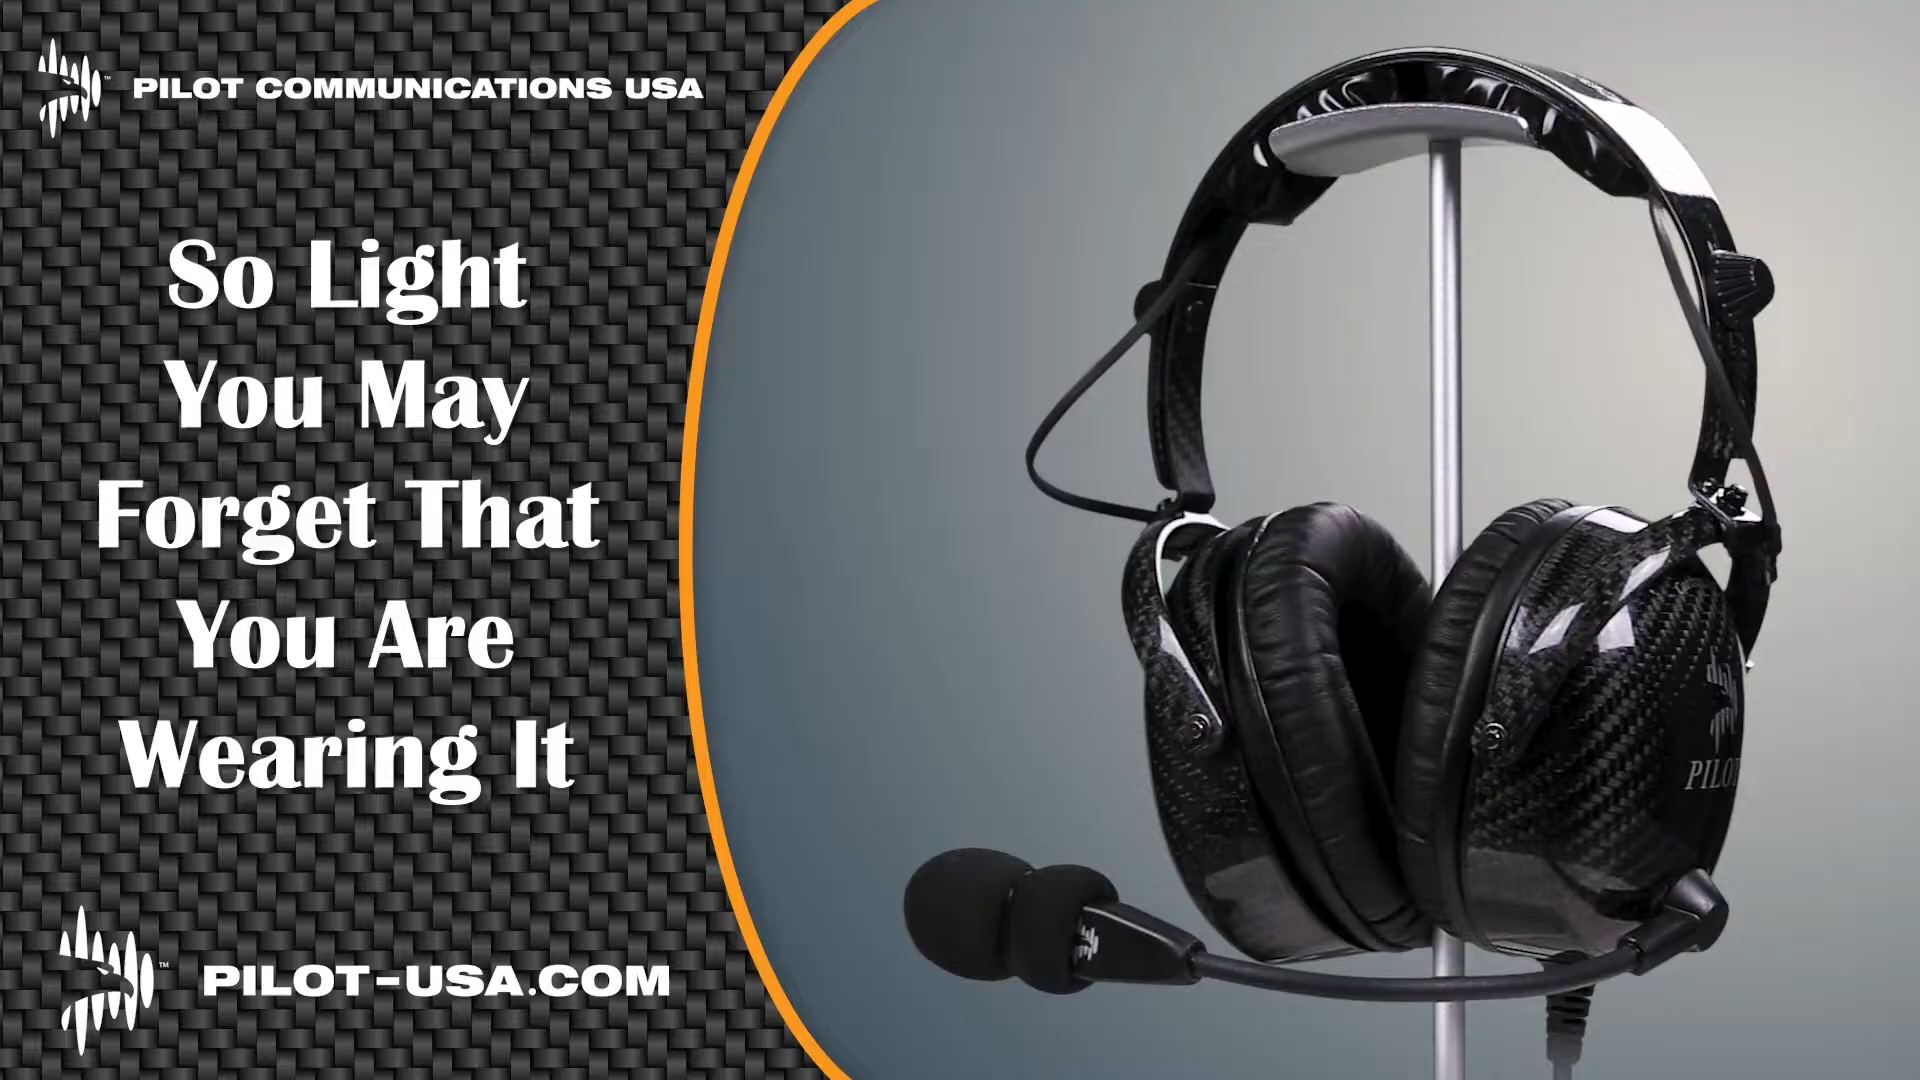 PILOT COMMUNICATIONS USA
So Light
You May
Forget That
You Are
Wearing It
PILOT-USA.COM
PILOT